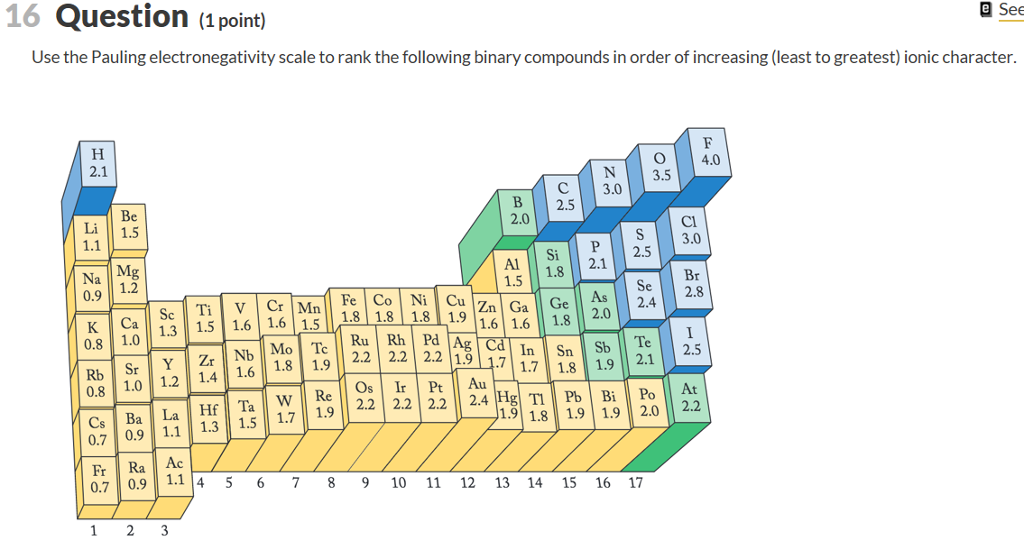 16 Question (1 point)
e See
Use the Pauling electronegativity scale to rank the following binary compounds in order of increasing (least to greatest) ionic character.
H 2.1
F 4.0
O 3.5
N 3.0
C 2.5
B 2.0
Li 1.1
Be 1.5
Al 1.5
Si 1.8
P 2.1
S 2.5
Cl 3.0
Na 0.9
Mg 1.2
K 0.8
Ca 1.0
Sc 1.3
Ti 1.5
V 1.6
Cr 1.6
Mn 1.5
Fe 1.8
Co 1.8
Ni 1.8
Cu 1.9
Zn 1.6
Ga 1.6
Ge 1.8
As 2.0
Se 2.4
Br 2.8
Rb 0.8
Sr 1.0
Y 1.2
Zr 1.4
Nb 1.6
Mo 1.8
Tc 1.9
Ru 2.2
Rh 2.2
Pd 2.2
Ag 1.9
Cd 1.7
In 1.7
Sn 1.8
Sb 1.9
Te 2.1
I 2.5
Cs 0.7
Ba 0.9
La 1.1
Hf 1.3
Ta 1.5
W 1.7
Re 1.9
Os 2.2
Ir 2.2
Pt 2.2
Au 2.4
Hg 1.9
Tl 1.8
Pb 1.9
Bi 1.9
Po 2.0
At 2.2
Fr 0.7
Ra 0.9
Ac 1.1
4 5 6 7 8 9 10 11 12 13 14 15 16 17
1 2 3